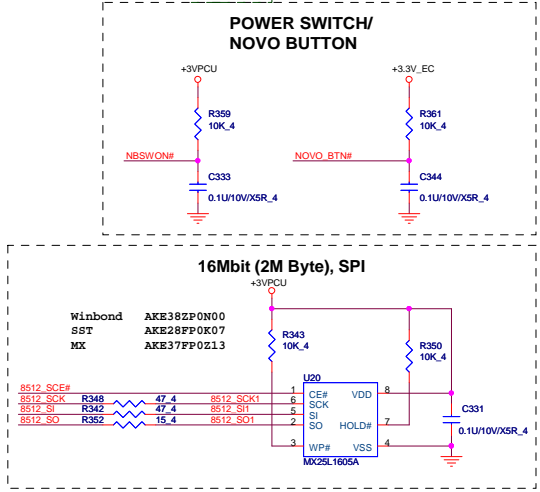 POWER SWITCH/
NOVO BUTTON
+3VPCU
+3.3V_EC
R359
10K_4
R361
10K_4
NBSWON#
NOVO_BTN#
C333
0.1U/10V/X5R_4
C344
0.1U/10V/X5R_4
16Mbit (2M Byte), SPI
+3VPCU
Winbond AKE38ZP0N00
SST AKE28FP0K07
MX AKE37FP0Z13
R343
10K_4
R350
10K_4
U20
8512_SCE# 1 CE# VDD 8
8512_SCK R348 47_4 8512_SCK1 6 SCK
8512_SI R342 47_4 8512_SI1 5 SI
8512_SO R352 15_4 8512_SO1 2 SO HOLD# 7
3 WP# VSS 4
MX25L1605A
C331
0.1U/10V/X5R_4